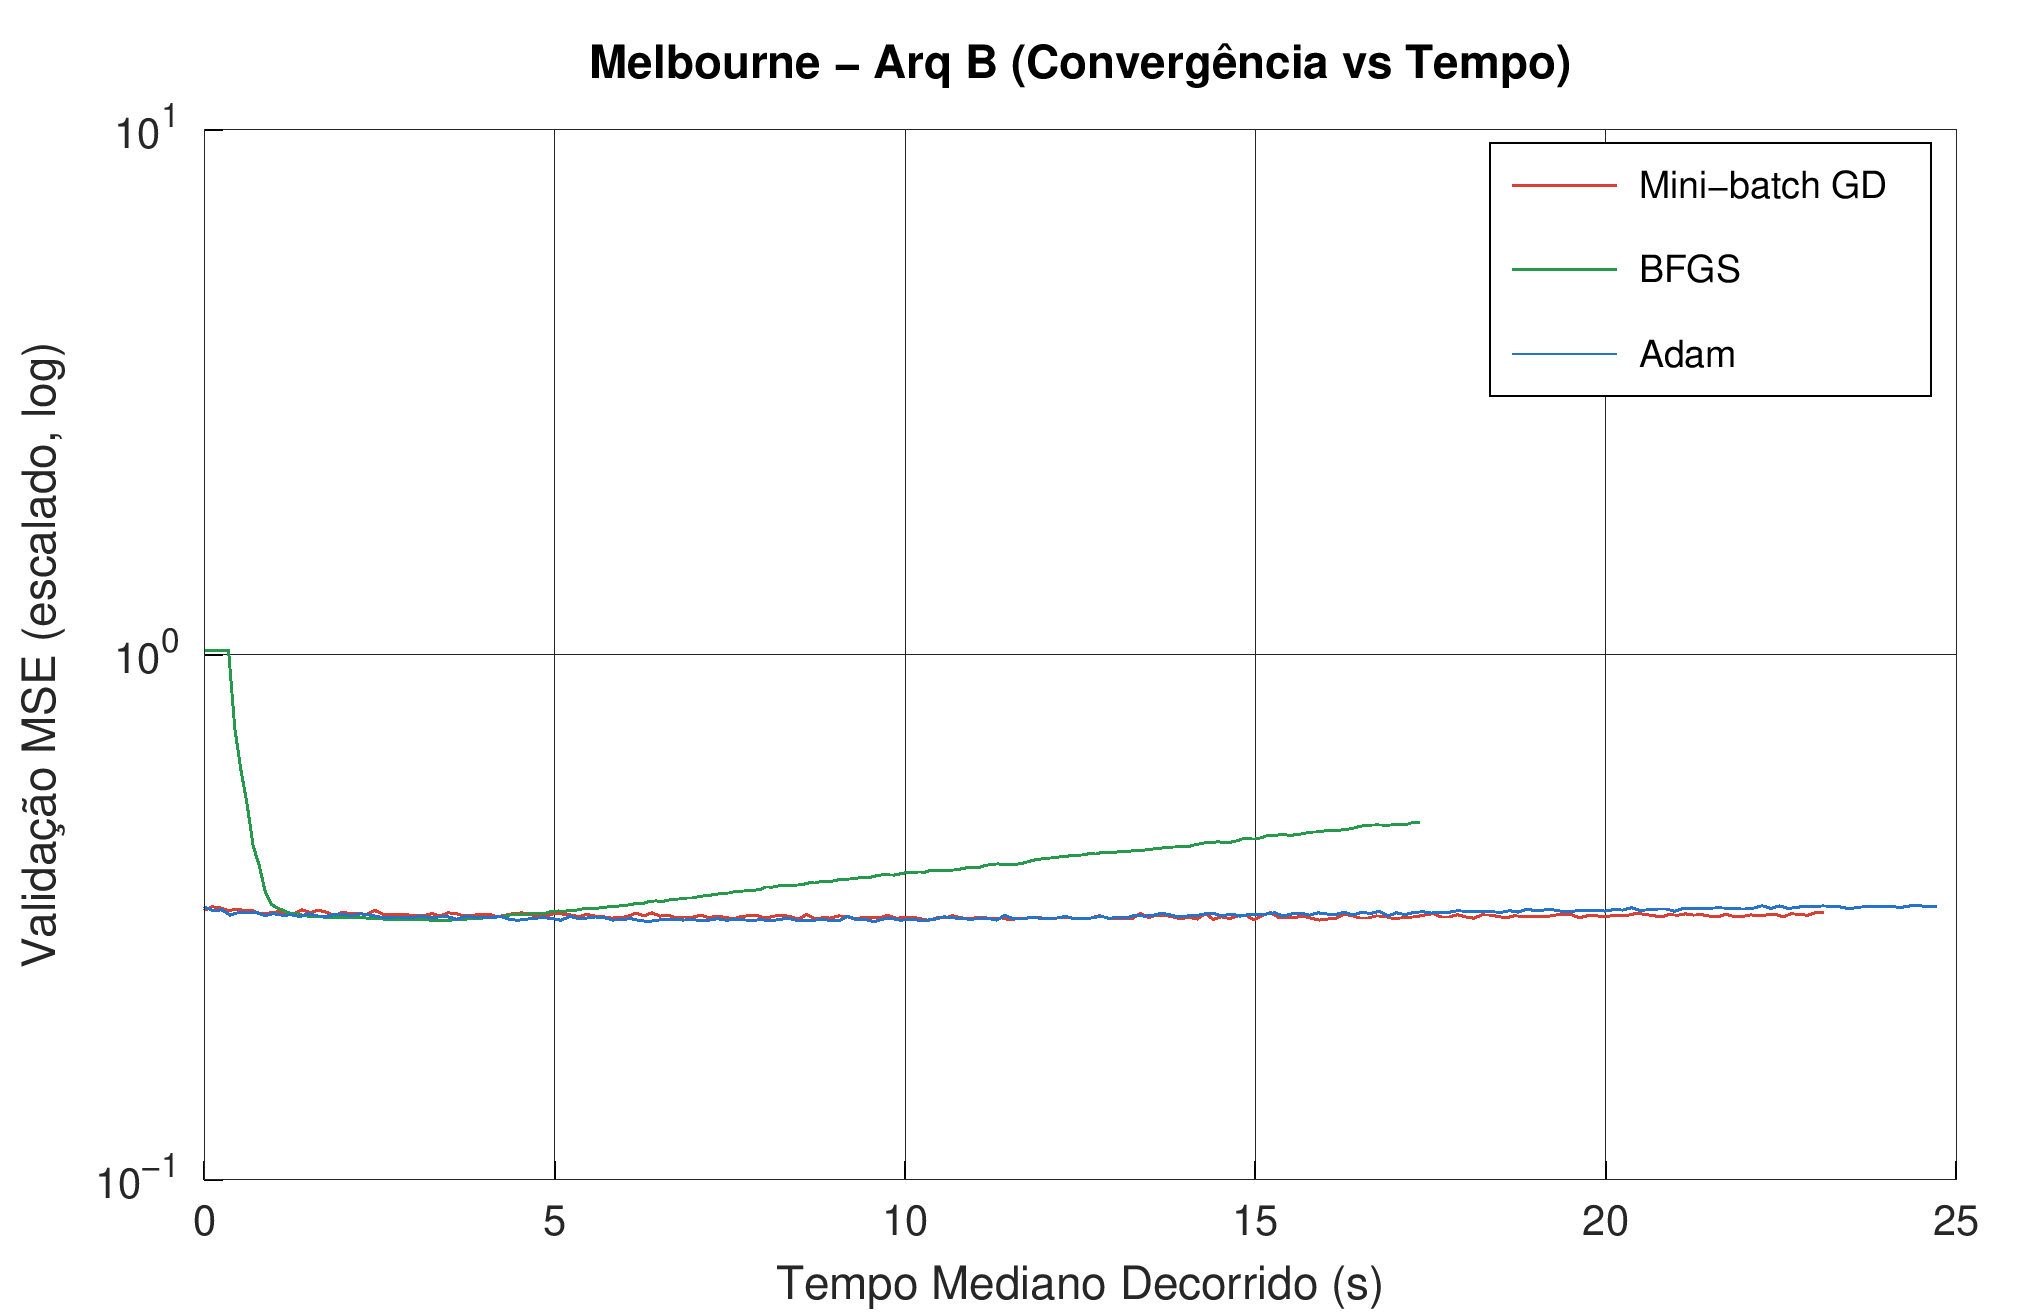 Melbourne – Arq B (Convergência vs Tempo)
10^1
10^0
10^−1
Validação MSE (escalado, log)
Mini−batch GD
BFGS
Adam
0 5 10 15 20 25
Tempo Mediano Decorrido (s)